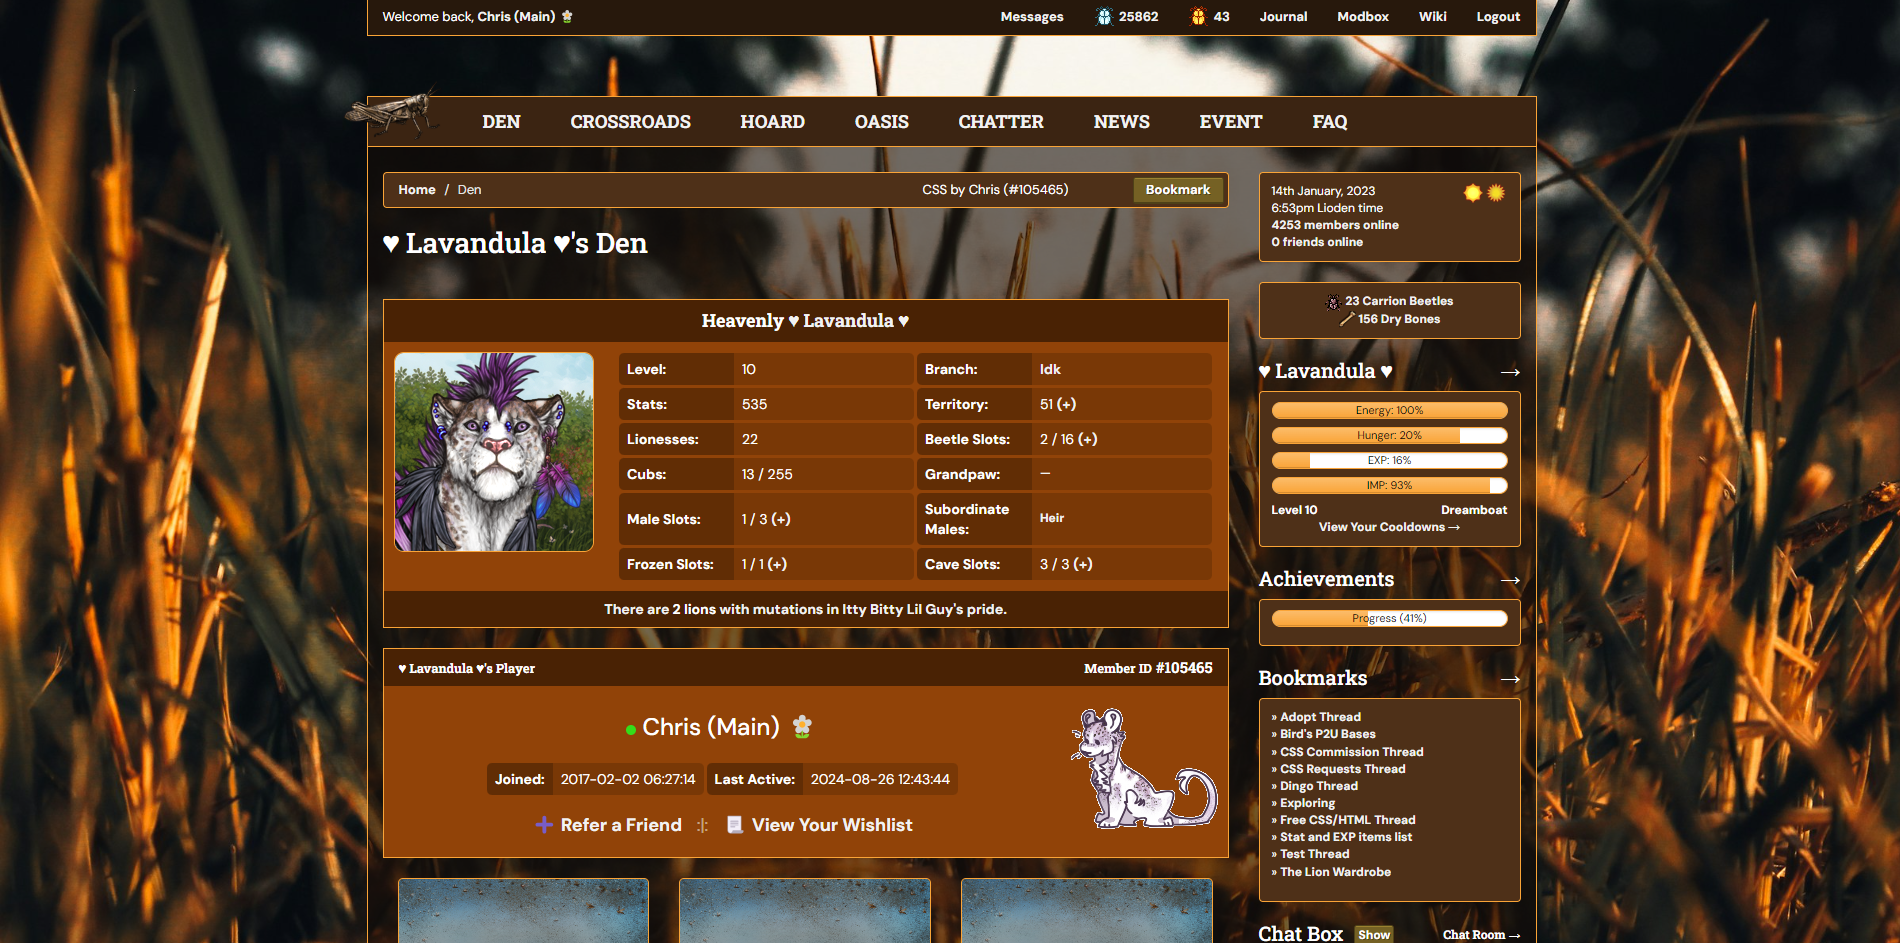 Welcome back, Chris (Main)
Messages 25862 43 Journal Modbox Wiki Logout
DEN CROSSROADS HOARD OASIS CHATTER NEWS EVENT FAQ
Home / Den CSS by Chris (#105465) Bookmark
♥ Lavandula ♥'s Den
Heavenly ♥ Lavandula ♥
Level: 10 Branch: Idk
Stats: 535 Territory: 51 (+)
Lionesses: 22 Beetle Slots: 2 / 16 (+)
Cubs: 13 / 255 Grandpaw: —
Male Slots: 1 / 3 (+) Subordinate Males: Heir
Frozen Slots: 1 / 1 (+) Cave Slots: 3 / 3 (+)
There are 2 lions with mutations in Itty Bitty Lil Guy's pride.
♥ Lavandula ♥'s Player Member ID #105465
Chris (Main)
Joined: 2017-02-02 06:27:14 Last Active: 2024-08-26 12:43:44
Refer a Friend :|: View Your Wishlist
14th January, 2023
6:53pm Lioden time
4253 members online
0 friends online
23 Carrion Beetles
156 Dry Bones
♥ Lavandula ♥ →
Energy: 100%
Hunger: 20%
EXP: 16%
IMP: 93%
Level 10 Dreamboat
View Your Cooldowns →
Achievements →
Progress (41%)
Bookmarks →
» Adopt Thread
» Bird's P2U Bases
» CSS Commission Thread
» CSS Requests Thread
» Dingo Thread
» Exploring
» Free CSS/HTML Thread
» Stat and EXP items list
» Test Thread
» The Lion Wardrobe
Chat Box Show Chat Room →